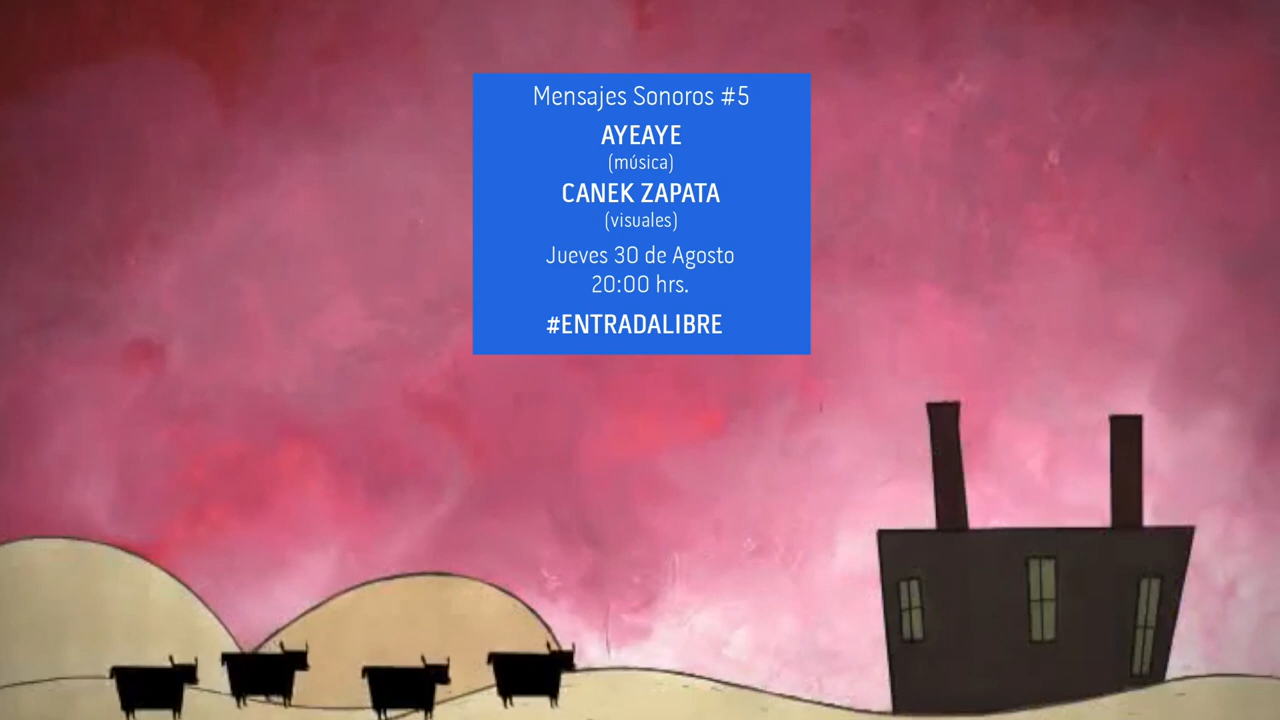 Mensajes Sonoros #5
AYEAYE
(música)
CANEK ZAPATA
(visuales)
Jueves 30 de Agosto
20:00 hrs.
#ENTRADALIBRE